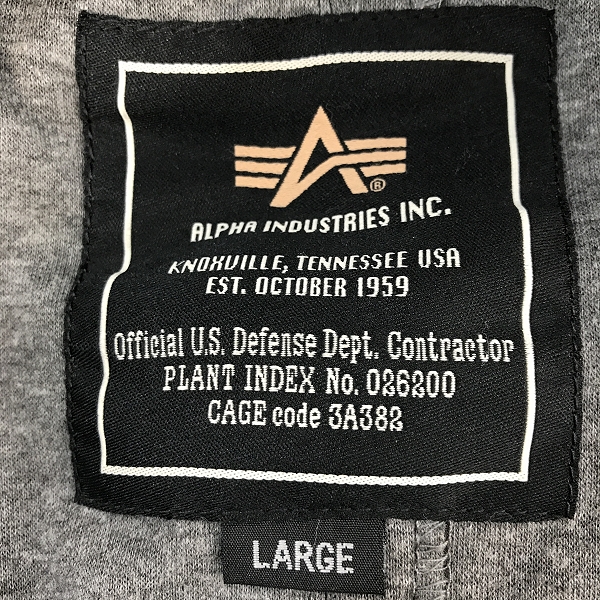 ®
ALPHA INDUSTRIES INC.
KNOXVILLE, TENNESSEE USA
EST. OCTOBER 1959
Official U.S. Defense Dept. Contractor
PLANT INDEX No. 026200
CAGE code 3A382
LARGE